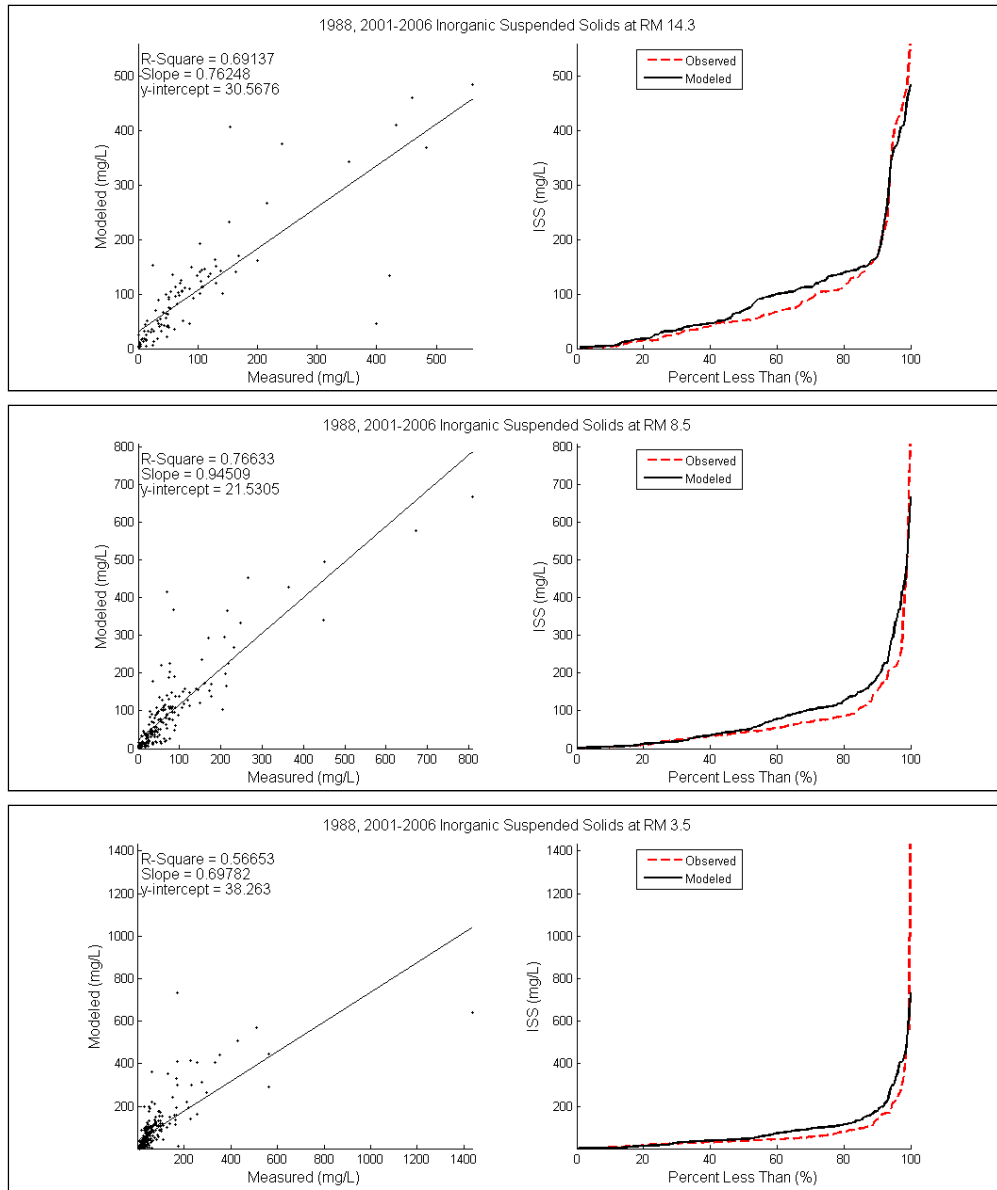 1988, 2001-2006 Inorganic Suspended Solids at RM 14.3
R-Square = 0.69137
Slope = 0.76248
y-intercept = 30.5676
Modeled (mg/L)
500
400
300
200
100
0
0 100 200 300 400 500
Measured (mg/L)
Observed
Modeled
ISS (mg/L)
500
400
300
200
100
0
0 20 40 60 80 100
Percent Less Than (%)
1988, 2001-2006 Inorganic Suspended Solids at RM 8.5
R-Square = 0.76633
Slope = 0.94509
y-intercept = 21.5305
Modeled (mg/L)
800
700
600
500
400
300
200
100
0
0 100 200 300 400 500 600 700 800
Measured (mg/L)
Observed
Modeled
ISS (mg/L)
800
700
600
500
400
300
200
100
0
0 20 40 60 80 100
Percent Less Than (%)
1988, 2001-2006 Inorganic Suspended Solids at RM 3.5
R-Square = 0.56653
Slope = 0.69782
y-intercept = 38.263
Modeled (mg/L)
1400
1200
1000
800
600
400
200
200 400 600 800 1000 1200 1400
Measured (mg/L)
Observed
Modeled
ISS (mg/L)
1400
1200
1000
800
600
400
200
0 20 40 60 80 100
Percent Less Than (%)